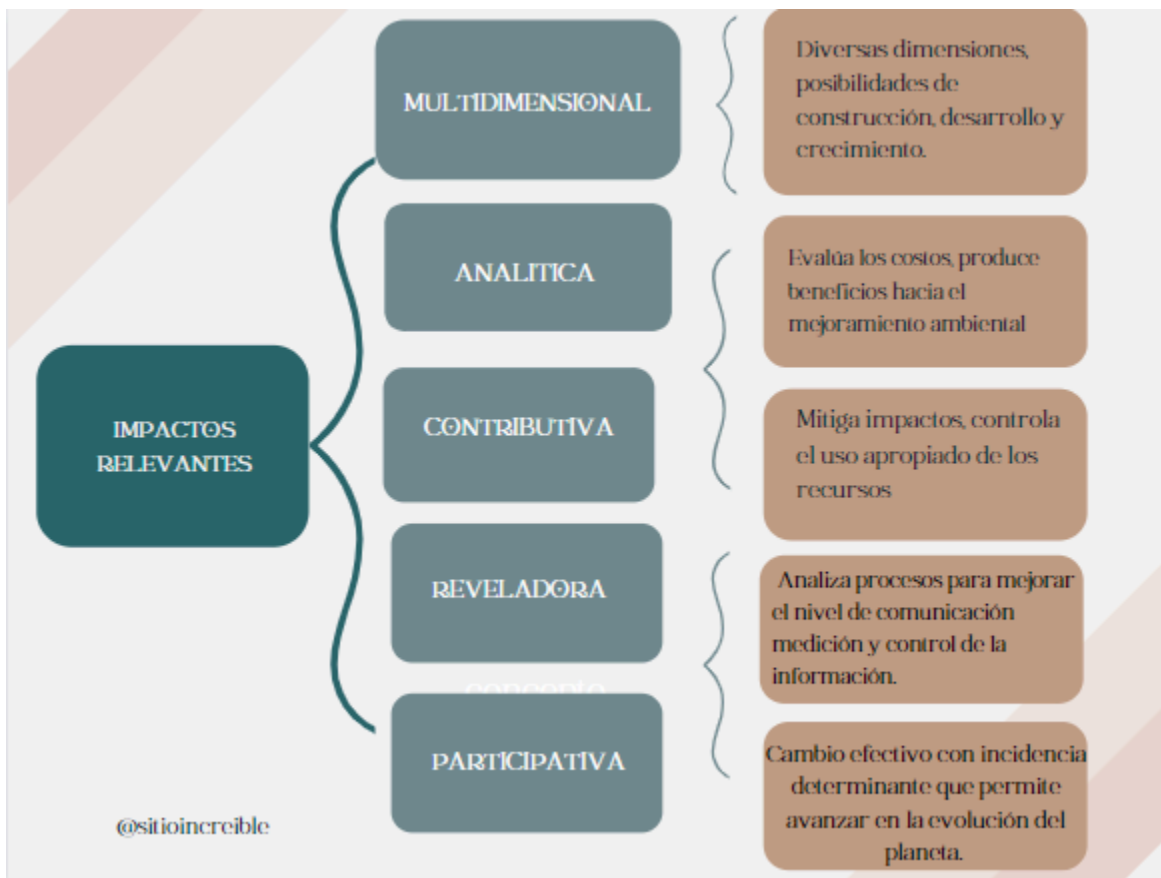 IMPACTOS
RELEVANTES
MULTIDIMENSIONAL
Diversas dimensiones,
posibilidades de
construcción, desarrollo y
crecimiento.
ANALITICA
Evalúa los costos, produce
beneficios hacia el
mejoramiento ambiental
CONTRIBUTIVA
Mitiga impactos, controla
el uso apropiado de los
recursos
REVELADORA
Analiza procesos para mejorar
el nivel de comunicación
medición y control de la
información.
PARTICIPATIVA
Cambio efectivo con incidencia
determinante que permite
avanzar en la evolución del
planeta.
@sitioincreible